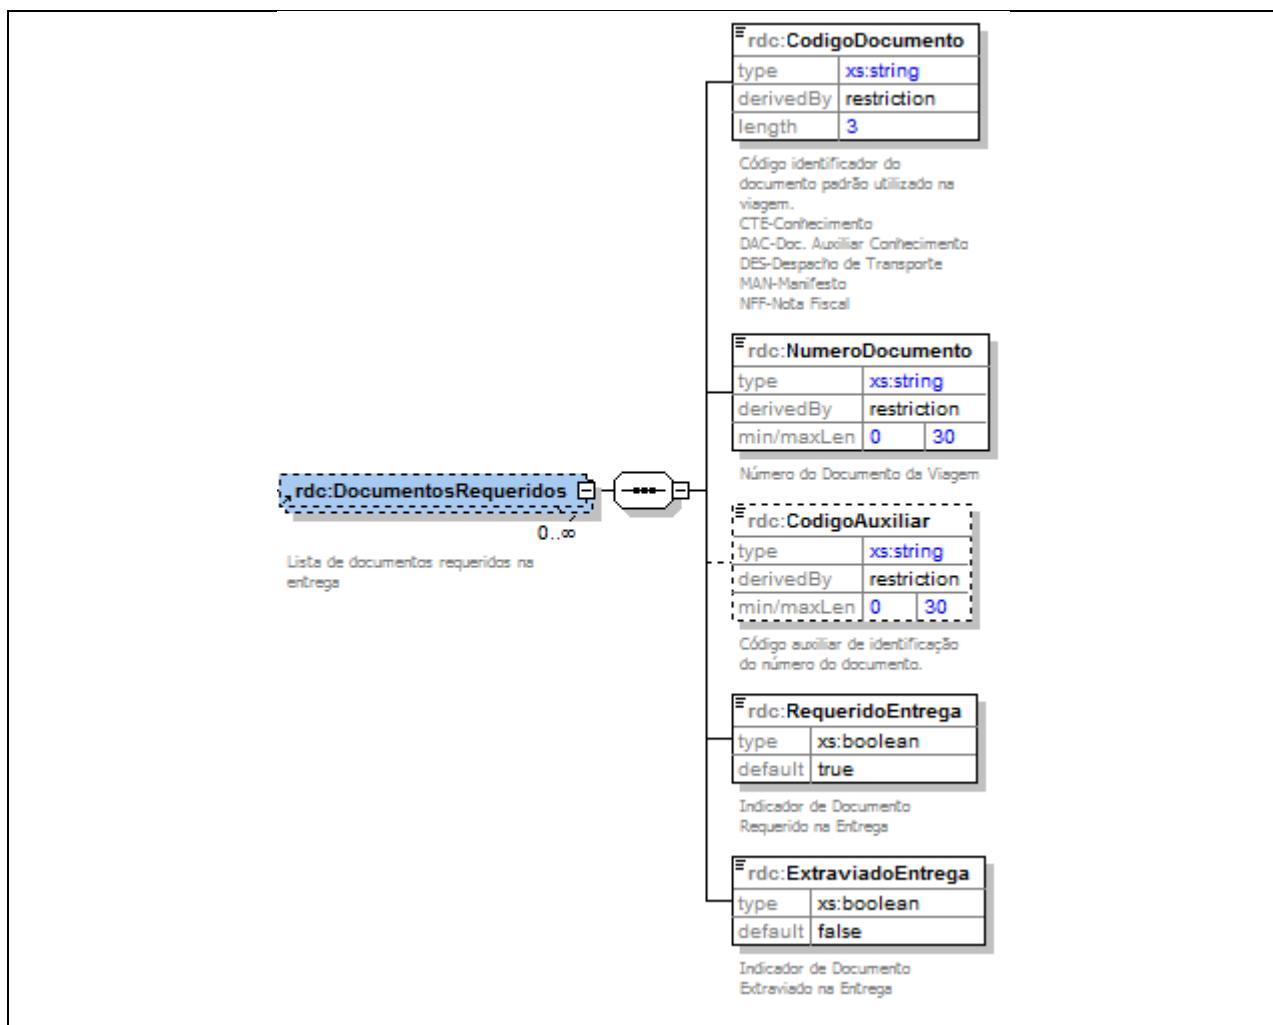 rdc:CodigoDocumento
type xs:string
derivedBy restriction
length 3
Código identificador do
documento padrão utilizado na
viagem.
CTE-Conhecimento
DAC-Doc. Auxiliar Conhecimento
DES-Despacho de Transporte
MAN-Manifesto
NFF-Nota Fiscal
rdc:NumeroDocumento
type xs:string
derivedBy restriction
min/maxLen 0 30
Número do Documento da Viagem
rdc:DocumentosRequeridos
0..∞
Lista de documentos requeridos na
entrega
rdc:CodigoAuxiliar
type xs:string
derivedBy restriction
min/maxLen 0 30
Código auxiliar de identificação
do número do documento.
rdc:RequeridoEntrega
type xs:boolean
default true
Indicador de Documento
Requerido na Entrega
rdc:ExtraviadoEntrega
type xs:boolean
default false
Indicador de Documento
Extraviado na Entrega